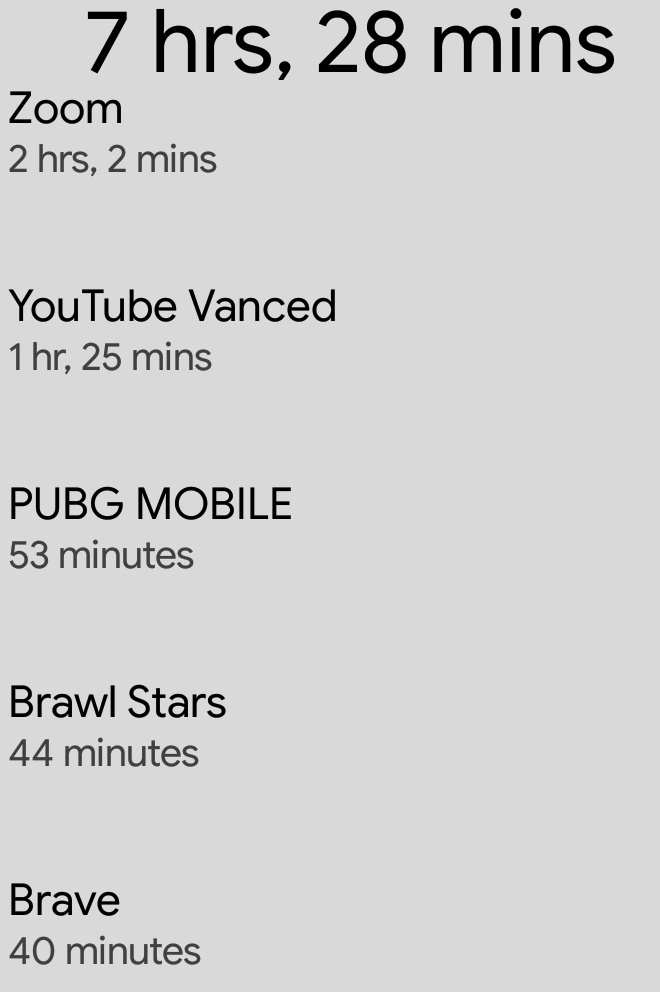 7 hrs, 28 mins
Zoom
2 hrs, 2 mins
YouTube Vanced
1 hr, 25 mins
PUBG MOBILE
53 minutes
Brawl Stars
44 minutes
Brave
40 minutes